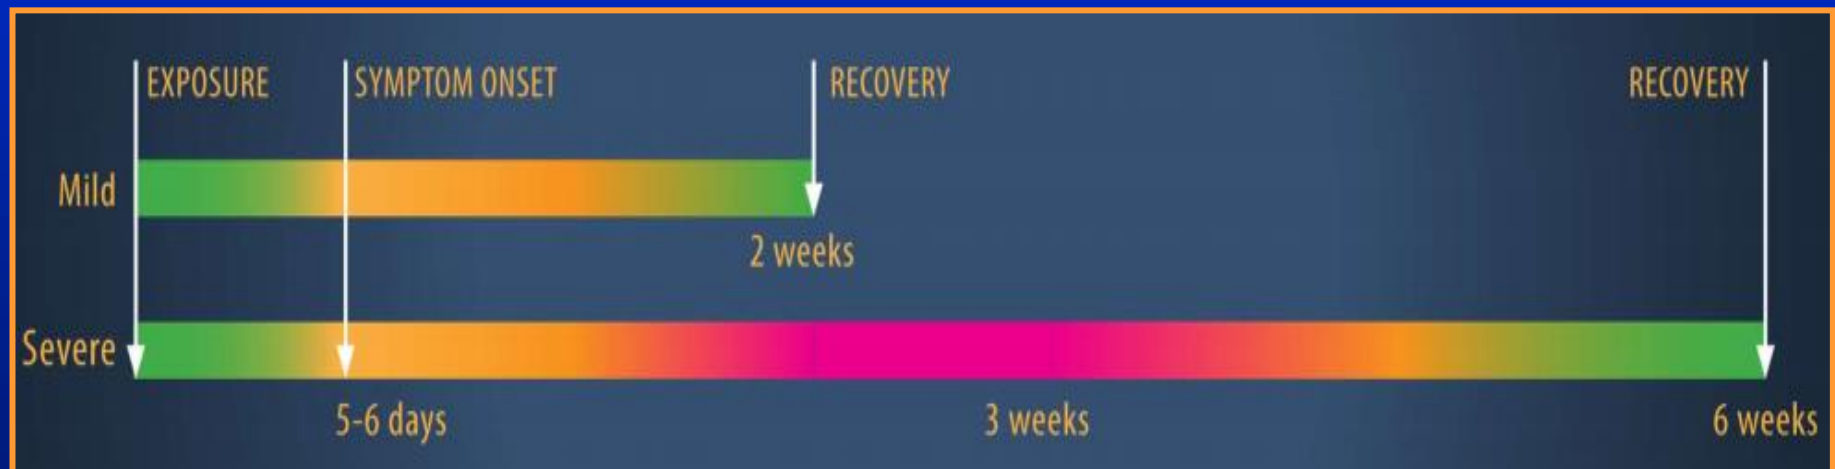 EXPOSURE SYMPTOM ONSET RECOVERY RECOVERY
Mild
2 weeks
Severe
5-6 days 3 weeks 6 weeks